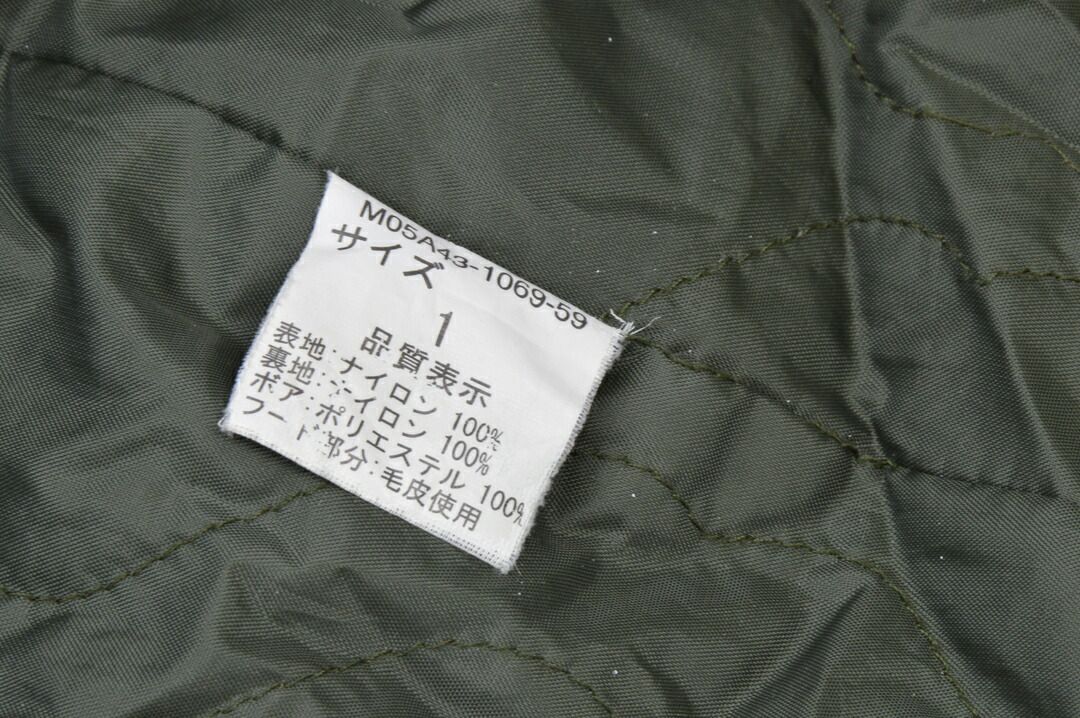 M05A43-1069-59
サイズ
1
品質表示
表地:ナイロン 100%
裏地:ナイロン 100%
ボア:ポリエステル 100%
フード部分:毛皮使用